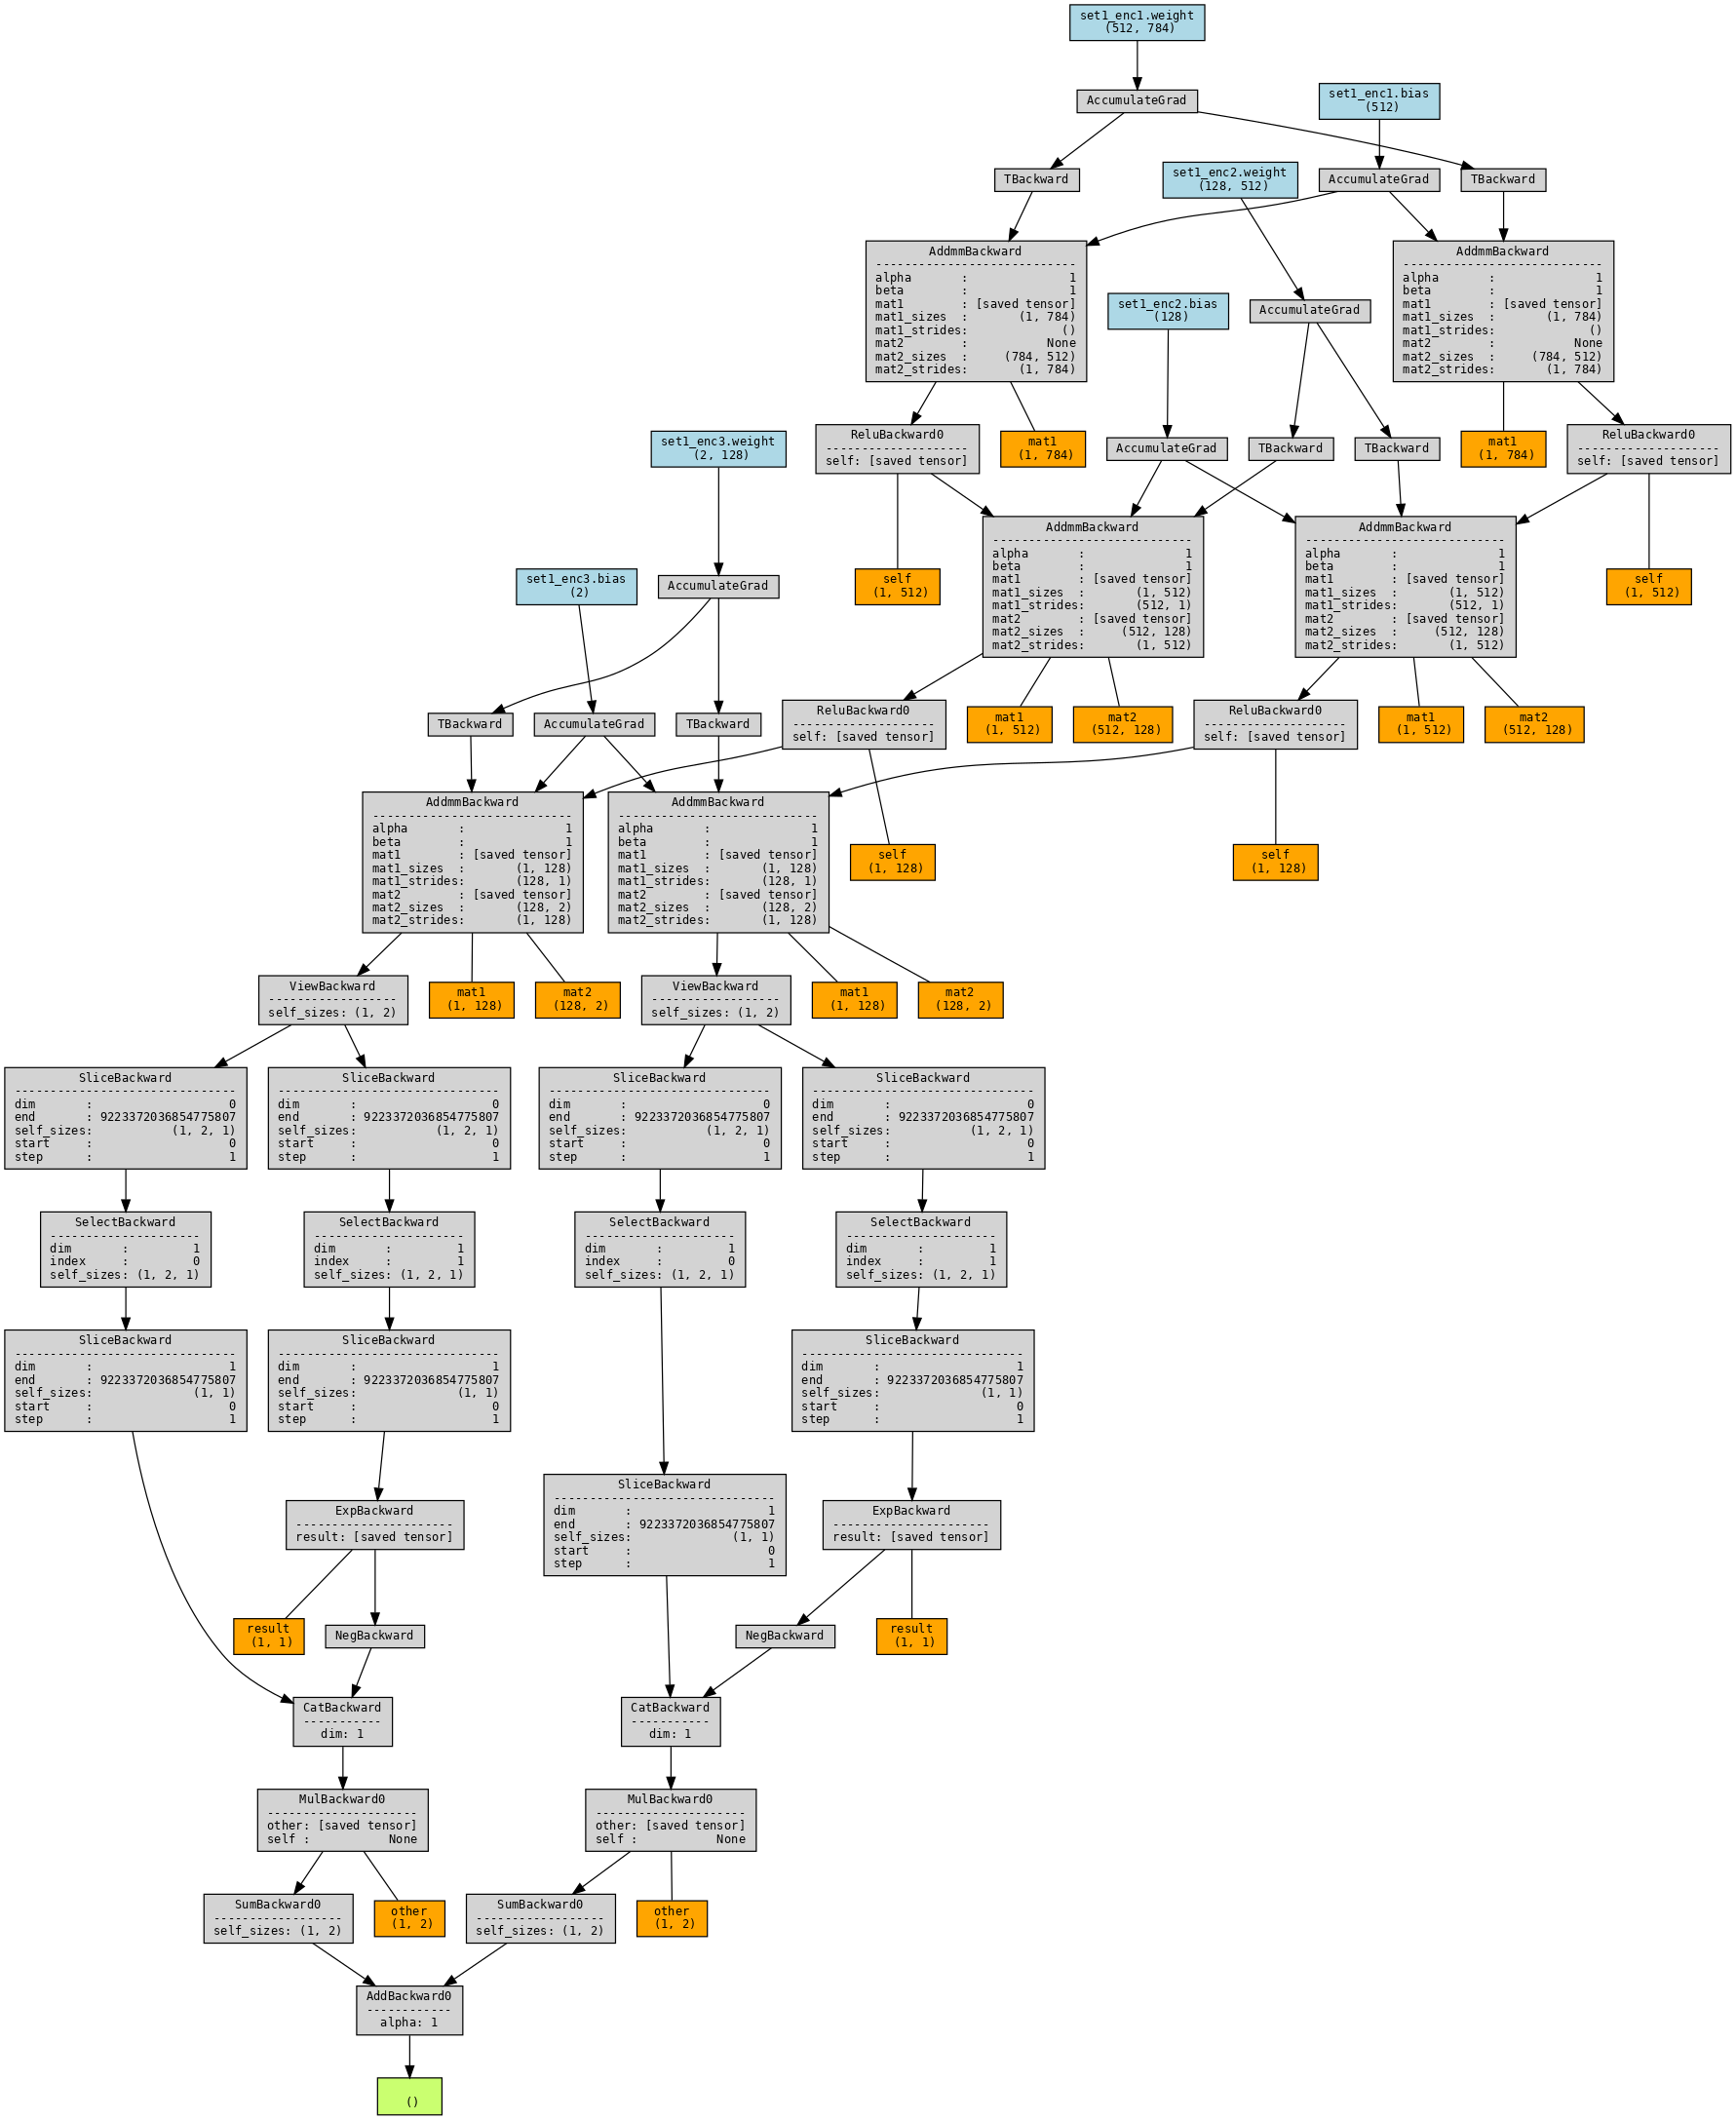 set1_enc1.weight
(512, 784)
AccumulateGrad
set1_enc1.bias
(512)
TBackward
set1_enc2.weight
(128, 512)
AccumulateGrad
TBackward
AddmmBackward
----------------------------
alpha       :              1
beta        :              1
mat1        : [saved tensor]
mat1_sizes  :       (1, 784)
mat1_strides:             ()
mat2        :           None
mat2_sizes  :     (784, 512)
mat2_strides:       (1, 784)
AddmmBackward
----------------------------
alpha       :              1
beta        :              1
mat1        : [saved tensor]
mat1_sizes  :       (1, 784)
mat1_strides:             ()
mat2        :           None
mat2_sizes  :     (784, 512)
mat2_strides:       (1, 784)
set1_enc2.bias
(128)
AccumulateGrad
set1_enc3.weight
(2, 128)
ReluBackward0
--------------------
self: [saved tensor]
mat1
(1, 784)
AccumulateGrad
TBackward
TBackward
mat1
(1, 784)
ReluBackward0
--------------------
self: [saved tensor]
set1_enc3.bias
(2)
AccumulateGrad
self
(1, 512)
AddmmBackward
----------------------------
alpha       :              1
beta        :              1
mat1        : [saved tensor]
mat1_sizes  :       (1, 512)
mat1_strides:       (512, 1)
mat2        : [saved tensor]
mat2_sizes  :     (512, 128)
mat2_strides:       (1, 512)
AddmmBackward
----------------------------
alpha       :              1
beta        :              1
mat1        : [saved tensor]
mat1_sizes  :       (1, 512)
mat1_strides:       (512, 1)
mat2        : [saved tensor]
mat2_sizes  :     (512, 128)
mat2_strides:       (1, 512)
self
(1, 512)
TBackward
AccumulateGrad
TBackward
ReluBackward0
--------------------
self: [saved tensor]
mat1
(1, 512)
mat2
(512, 128)
ReluBackward0
--------------------
self: [saved tensor]
mat1
(1, 512)
mat2
(512, 128)
AddmmBackward
----------------------------
alpha       :              1
beta        :              1
mat1        : [saved tensor]
mat1_sizes  :       (1, 128)
mat1_strides:       (128, 1)
mat2        : [saved tensor]
mat2_sizes  :       (128, 2)
mat2_strides:       (1, 128)
AddmmBackward
----------------------------
alpha       :              1
beta        :              1
mat1        : [saved tensor]
mat1_sizes  :       (1, 128)
mat1_strides:       (128, 1)
mat2        : [saved tensor]
mat2_sizes  :       (128, 2)
mat2_strides:       (1, 128)
self
(1, 128)
self
(1, 128)
ViewBackward
------------------
self_sizes: (1, 2)
mat1
(1, 128)
mat2
(128, 2)
ViewBackward
------------------
self_sizes: (1, 2)
mat1
(1, 128)
mat2
(128, 2)
SliceBackward
-------------------------------
dim       :                   0
end       : 9223372036854775807
self_sizes:           (1, 2, 1)
start     :                   0
step      :                   1
SliceBackward
-------------------------------
dim       :                   0
end       : 9223372036854775807
self_sizes:           (1, 2, 1)
start     :                   0
step      :                   1
SliceBackward
-------------------------------
dim       :                   0
end       : 9223372036854775807
self_sizes:           (1, 2, 1)
start     :                   0
step      :                   1
SliceBackward
-------------------------------
dim       :                   0
end       : 9223372036854775807
self_sizes:           (1, 2, 1)
start     :                   0
step      :                   1
SelectBackward
---------------------
dim       :         1
index     :         0
self_sizes: (1, 2, 1)
SelectBackward
---------------------
dim       :         1
index     :         1
self_sizes: (1, 2, 1)
SelectBackward
---------------------
dim       :         1
index     :         0
self_sizes: (1, 2, 1)
SelectBackward
---------------------
dim       :         1
index     :         1
self_sizes: (1, 2, 1)
SliceBackward
-------------------------------
dim       :                   1
end       : 9223372036854775807
self_sizes:              (1, 1)
start     :                   0
step      :                   1
SliceBackward
-------------------------------
dim       :                   1
end       : 9223372036854775807
self_sizes:              (1, 1)
start     :                   0
step      :                   1
SliceBackward
-------------------------------
dim       :                   1
end       : 9223372036854775807
self_sizes:              (1, 1)
start     :                   0
step      :                   1
SliceBackward
-------------------------------
dim       :                   1
end       : 9223372036854775807
self_sizes:              (1, 1)
start     :                   0
step      :                   1
ExpBackward
----------------------
result: [saved tensor]
ExpBackward
----------------------
result: [saved tensor]
result
(1, 1)
NegBackward
NegBackward
result
(1, 1)
CatBackward
-----------
dim: 1
CatBackward
-----------
dim: 1
MulBackward0
---------------------
other: [saved tensor]
self :           None
MulBackward0
---------------------
other: [saved tensor]
self :           None
SumBackward0
------------------
self_sizes: (1, 2)
other
(1, 2)
SumBackward0
------------------
self_sizes: (1, 2)
other
(1, 2)
AddBackward0
------------
alpha: 1
()